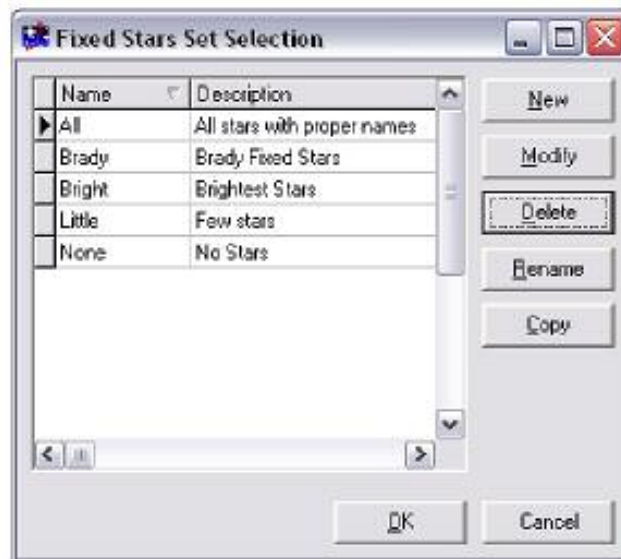 Fixed Stars Set Selection
Name Description
All All stars with proper names
Brady Brady Fixed Stars
Bright Brightest Stars
Little Few stars
None No Stars
New
Modify
Delete
Rename
Copy
OK Cancel